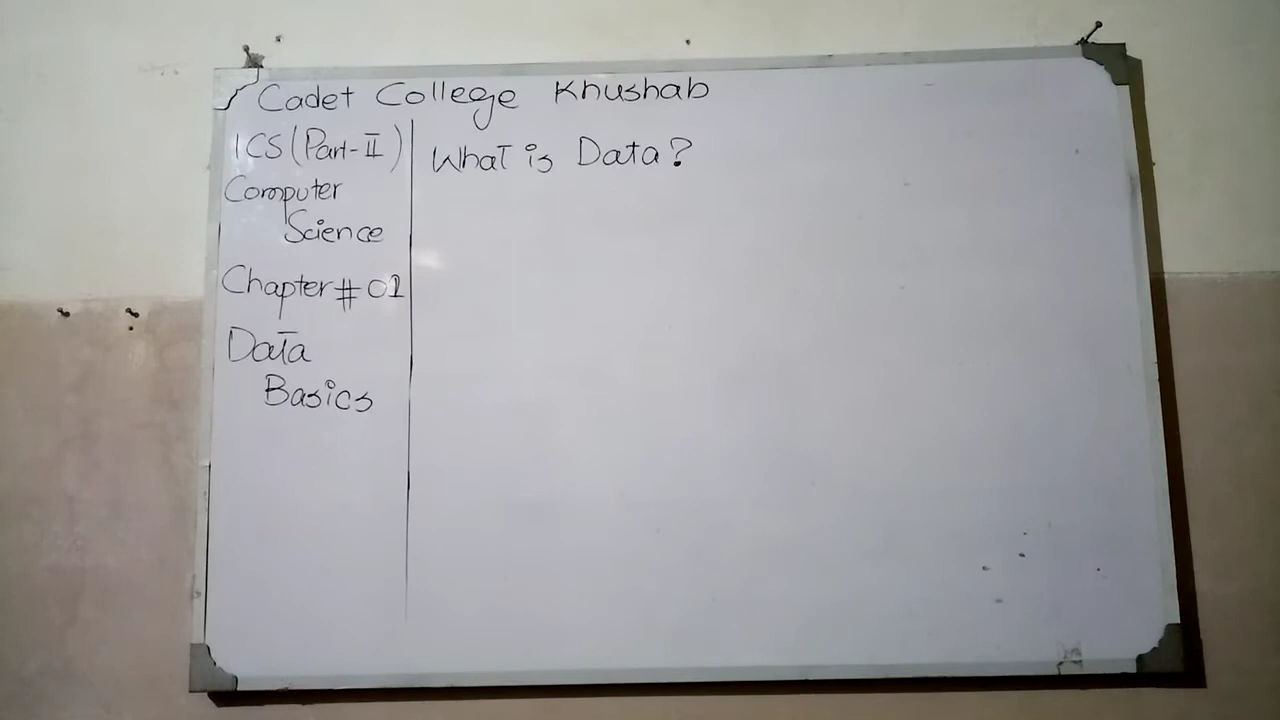 Cadet College Khushab
ICS (Part-II)
Computer
Science
Chapter # 01
Data
Basics
What is Data?